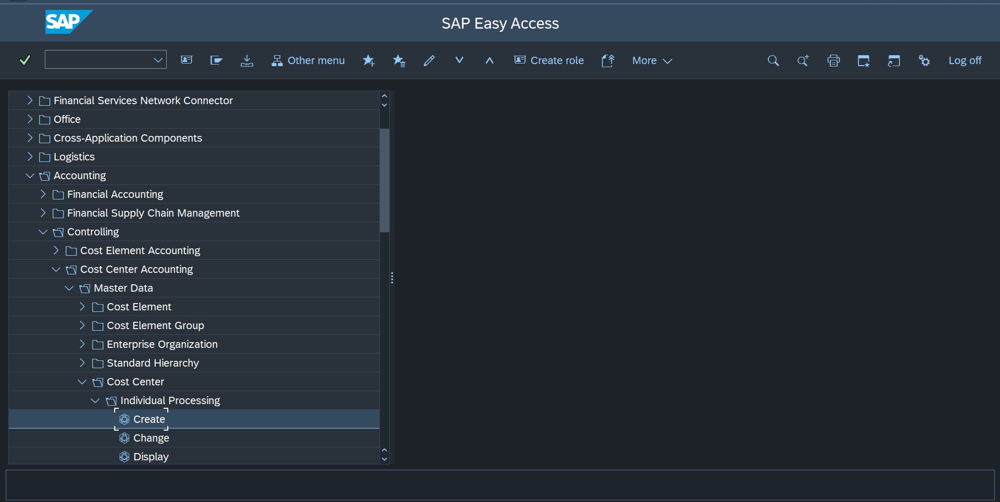 SAP
SAP Easy Access
Other menu
Create role
More
Log off
Financial Services Network Connector
Office
Cross-Application Components
Logistics
Accounting
Financial Accounting
Financial Supply Chain Management
Controlling
Cost Element Accounting
Cost Center Accounting
Master Data
Cost Element
Cost Element Group
Enterprise Organization
Standard Hierarchy
Cost Center
Individual Processing
Create
Change
Display